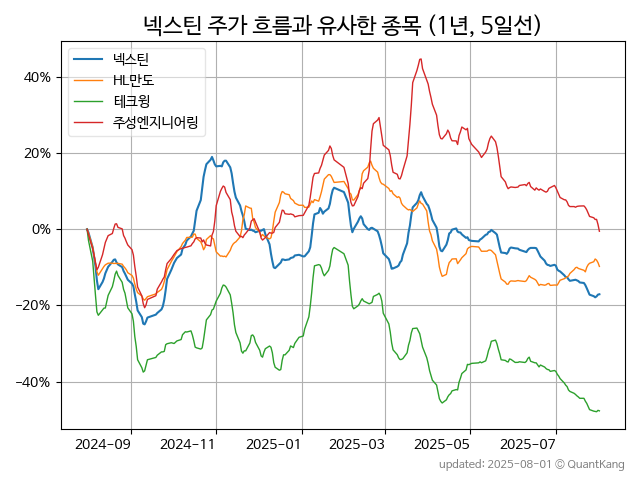 넥스틴 주가 흐름과 유사한 종목 (1년, 5일선)
넥스틴
HL만도
테크윙
주성엔지니어링
40%
20%
0%
−20%
−40%
2024−09
2024−11
2025−01
2025−03
2025−05
2025−07
updated: 2025-08-01 © QuantKang